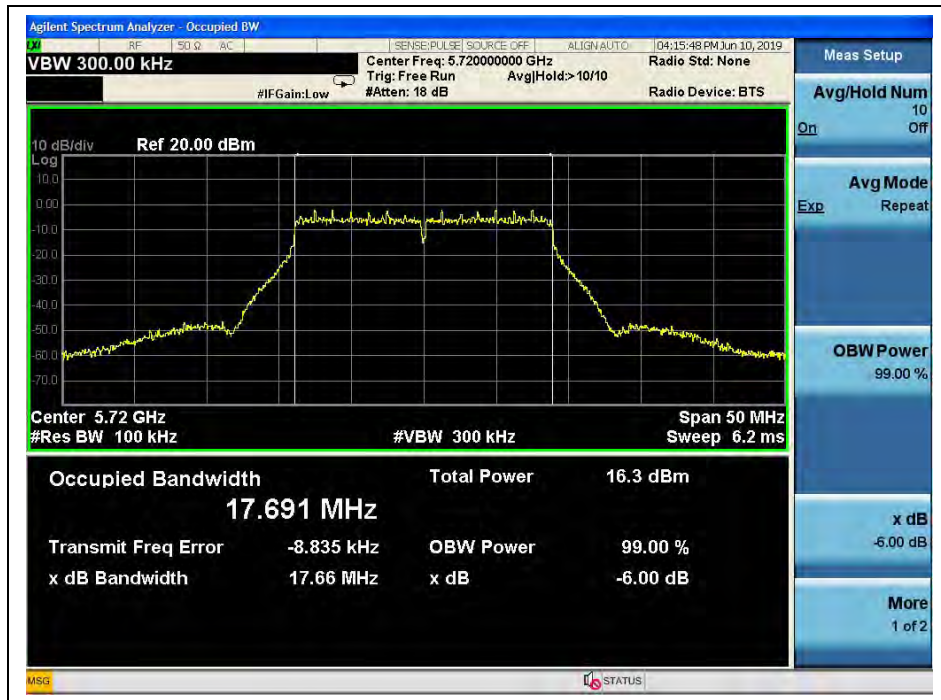 Agilent Spectrum Analyzer - Occupied BW
LXI RF 50 Ω AC SENSE:PULSE SOURCE OFF ALIGN AUTO 04:15:48 PM Jun 10, 2019
VBW 300.00 kHz
Center Freq: 5.720000000 GHz
Radio Std: None
Trig: Free Run Avg|Hold:> 10/10
#IFGain:Low
#Atten: 18 dB
Radio Device: BTS
10 dB/div Ref 20.00 dBm
Log
10.0
0.00
-10.0
-20.0
-30.0
-40.0
-50.0
-60.0
-70.0
Center 5.72 GHz Span 50 MHz
#Res BW 100 kHz #VBW 300 kHz Sweep 6.2 ms
Occupied Bandwidth Total Power 16.3 dBm
17.691 MHz
Transmit Freq Error -8.835 kHz OBW Power 99.00 %
x dB Bandwidth 17.66 MHz x dB -6.00 dB
Meas Setup
Avg/Hold Num
10
On Off
Avg Mode
Exp Repeat
OBW Power
99.00 %
x dB
-6.00 dB
More
1 of 2
MSG STATUS